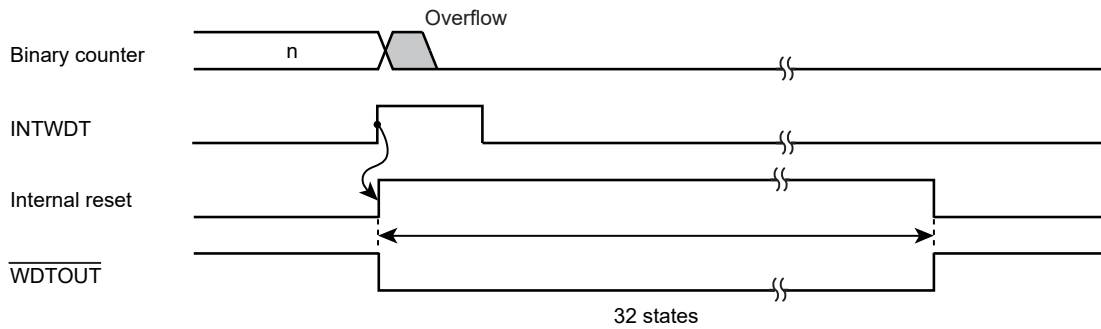 Overflow
Binary counter
n
INTWDT
Internal reset
WDTOUT
32 states